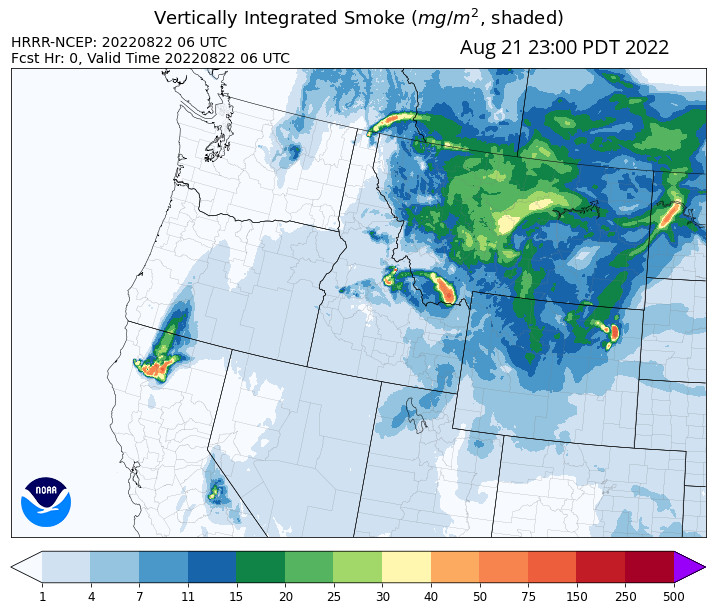 Vertically Integrated Smoke (mg/m², shaded)
HRRR-NCEP: 20220822 06 UTC
Fcst Hr: 0, Valid Time 20220822 06 UTC
Aug 21 23:00 PDT 2022
NOAA
1 4 7 11 15 20 25 30 40 50 75 150 250 500